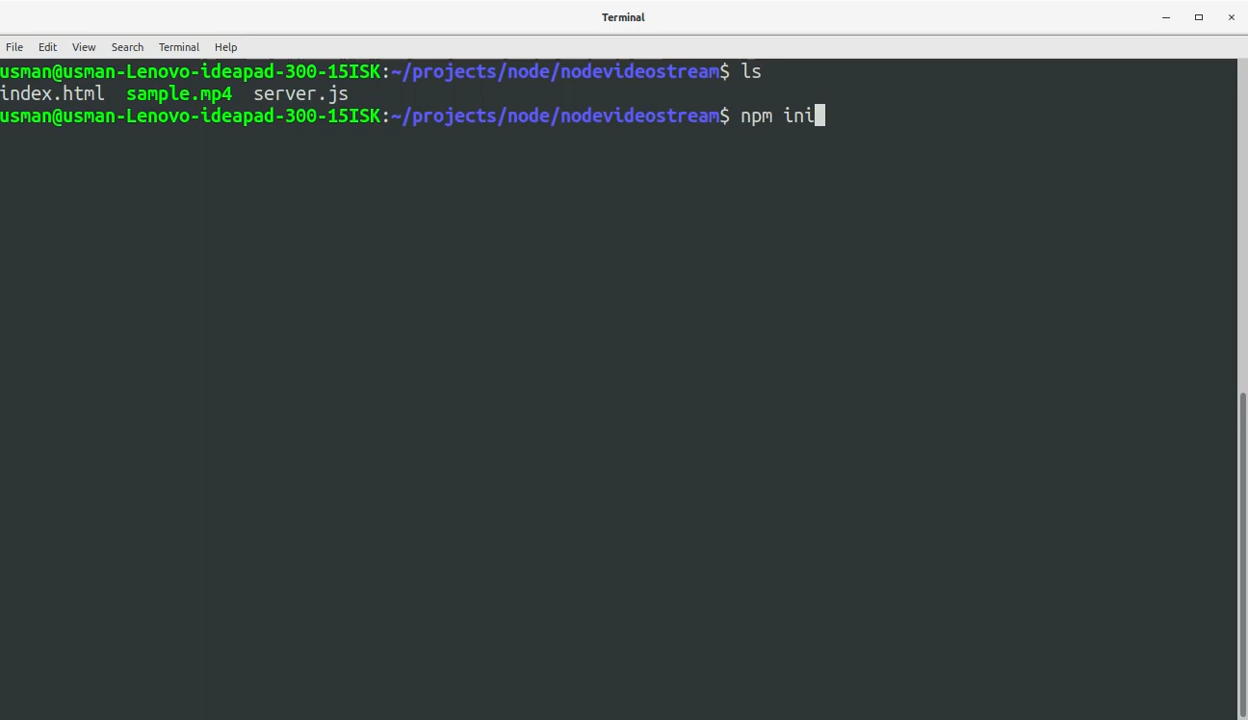 Terminal
File Edit View Search Terminal Help
usman@usman-Lenovo-ideapad-300-15ISK:~/projects/node/nodevideostream$ ls
index.html sample.mp4 server.js
usman@usman-Lenovo-ideapad-300-15ISK:~/projects/node/nodevideostream$ npm ini